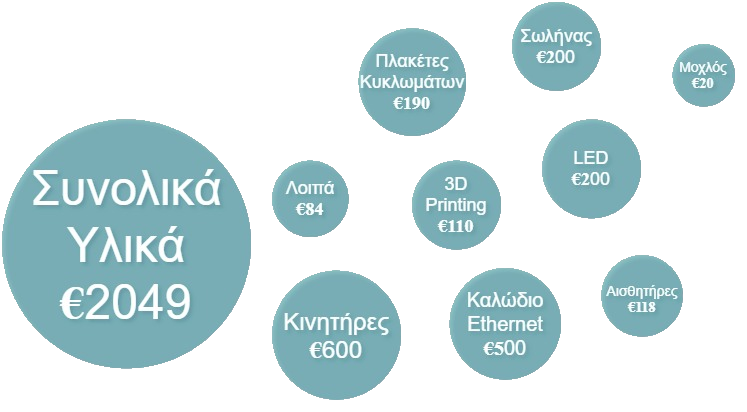 Συνολικά
Υλικά
€2049
Πλακέτες
Κυκλωμάτων
€190
Σωλήνας
€200
Μοχλός
€20
Λοιπά
€84
3D
Printing
€110
LED
€200
Κινητήρες
€600
Καλώδιο
Ethernet
€500
Αισθητήρες
€118